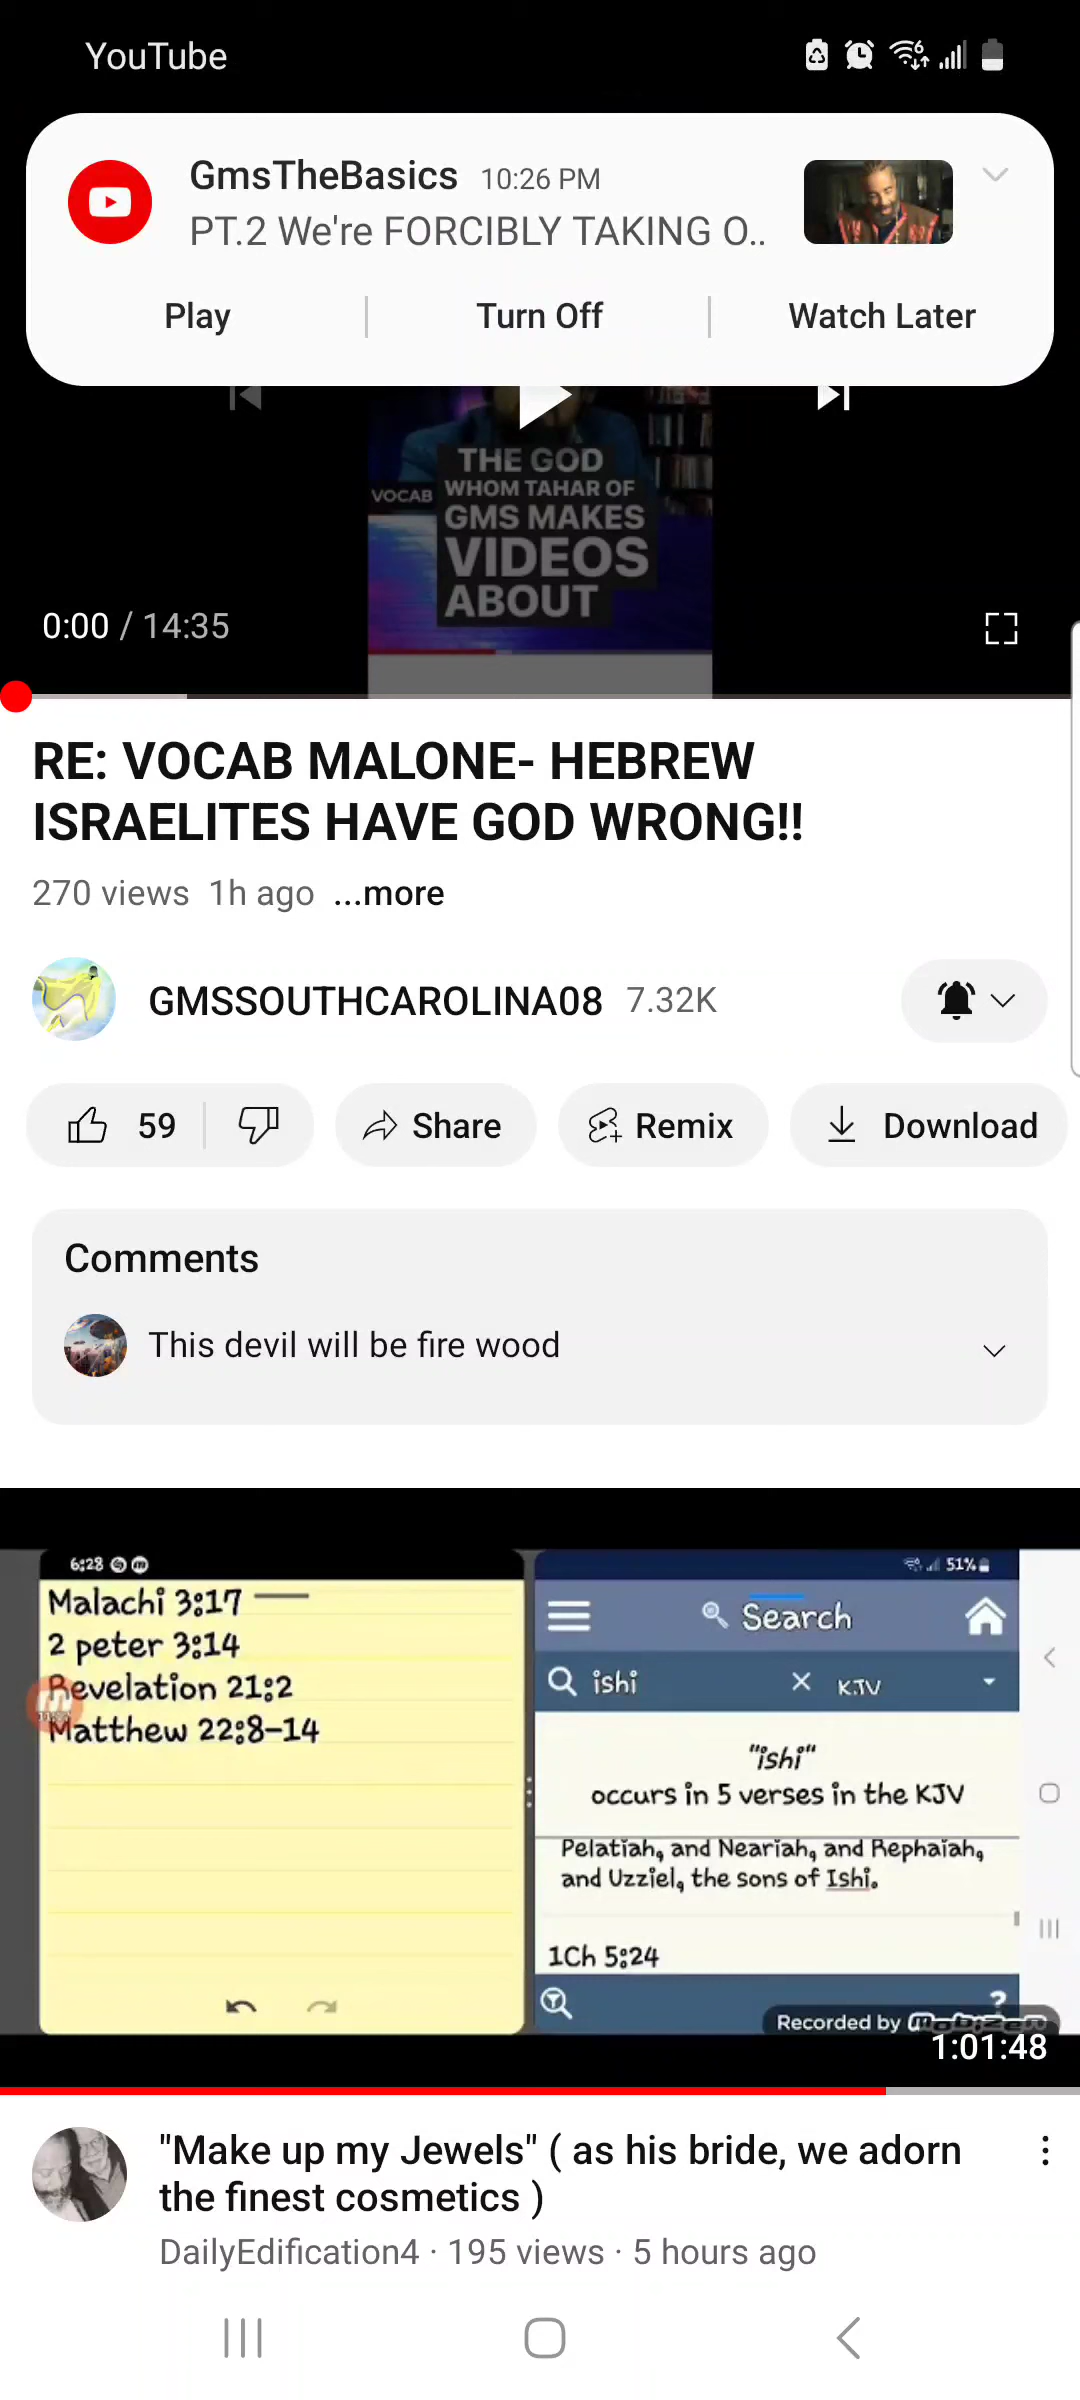 YouTube
GmsTheBasics 10:26 PM
PT.2 We're FORCIBLY TAKING O..
Play
Turn Off
Watch Later
THE GOD
VOCAB WHOM TAHAR OF
GMS MAKES
VIDEOS
ABOUT
0:00 / 14:35
RE: VOCAB MALONE- HEBREW
ISRAELITES HAVE GOD WRONG!!
270 views 1h ago ...more
GMSSOUTHCAROLINA08 7.32K
59
Share
Remix
Download
Comments
This devil will be fire wood
6:28
Malachi 3:17
2 peter 3:14
Revelation 21:2
Matthew 22:8-14
51%
Search
ishi
KJV
"ishi"
occurs in 5 verses in the KJV
Pelatiah, and Neariah, and Rephaiah,
and Uzziel, the sons of Ishi.
1Ch 5:24
?
Recorded by Mobizen
1:01:48
"Make up my Jewels" ( as his bride, we adorn
the finest cosmetics )
DailyEdification4 · 195 views · 5 hours ago